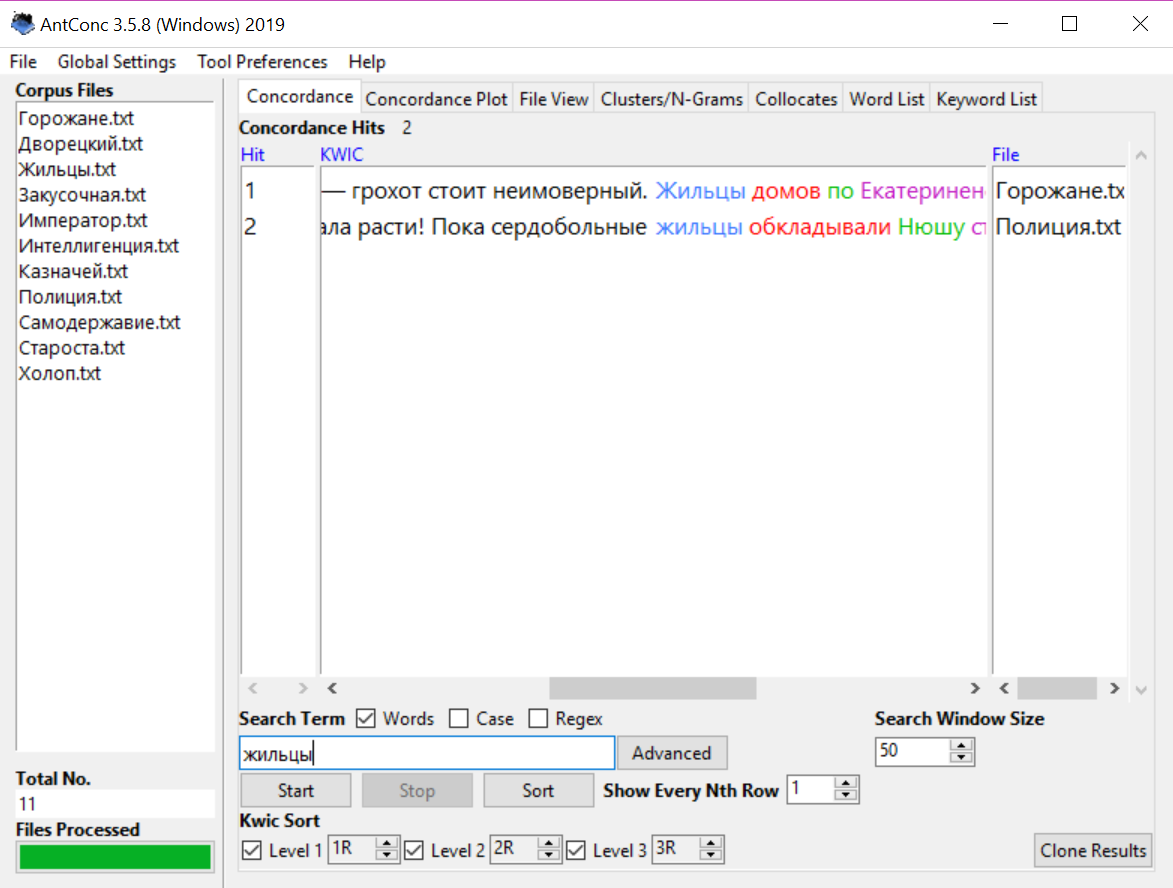 AntConc 3.5.8 (Windows) 2019
File Global Settings Tool Preferences Help
Corpus Files
Горожане.txt
Дворецкий.txt
Жильцы.txt
Закусочная.txt
Император.txt
Интеллигенция.txt
Казначей.txt
Полиция.txt
Самодержавие.txt
Староста.txt
Холоп.txt
Total No.
11
Files Processed
Concordance Concordance Plot File View Clusters/N-Grams Collocates Word List Keyword List
Concordance Hits 2
Hit KWIC File
1 — грохот стоит неимоверный. Жильцы домов по Екатеринен Горожане.tx
2 ала расти! Пока сердобольные жильцы обкладывали Нюшу ст Полиция.txt
Search Term Words Case Regex Search Window Size
жильцы Advanced 50
Start Stop Sort Show Every Nth Row 1
Kwic Sort
Level 1 1R Level 2 2R Level 3 3R Clone Results